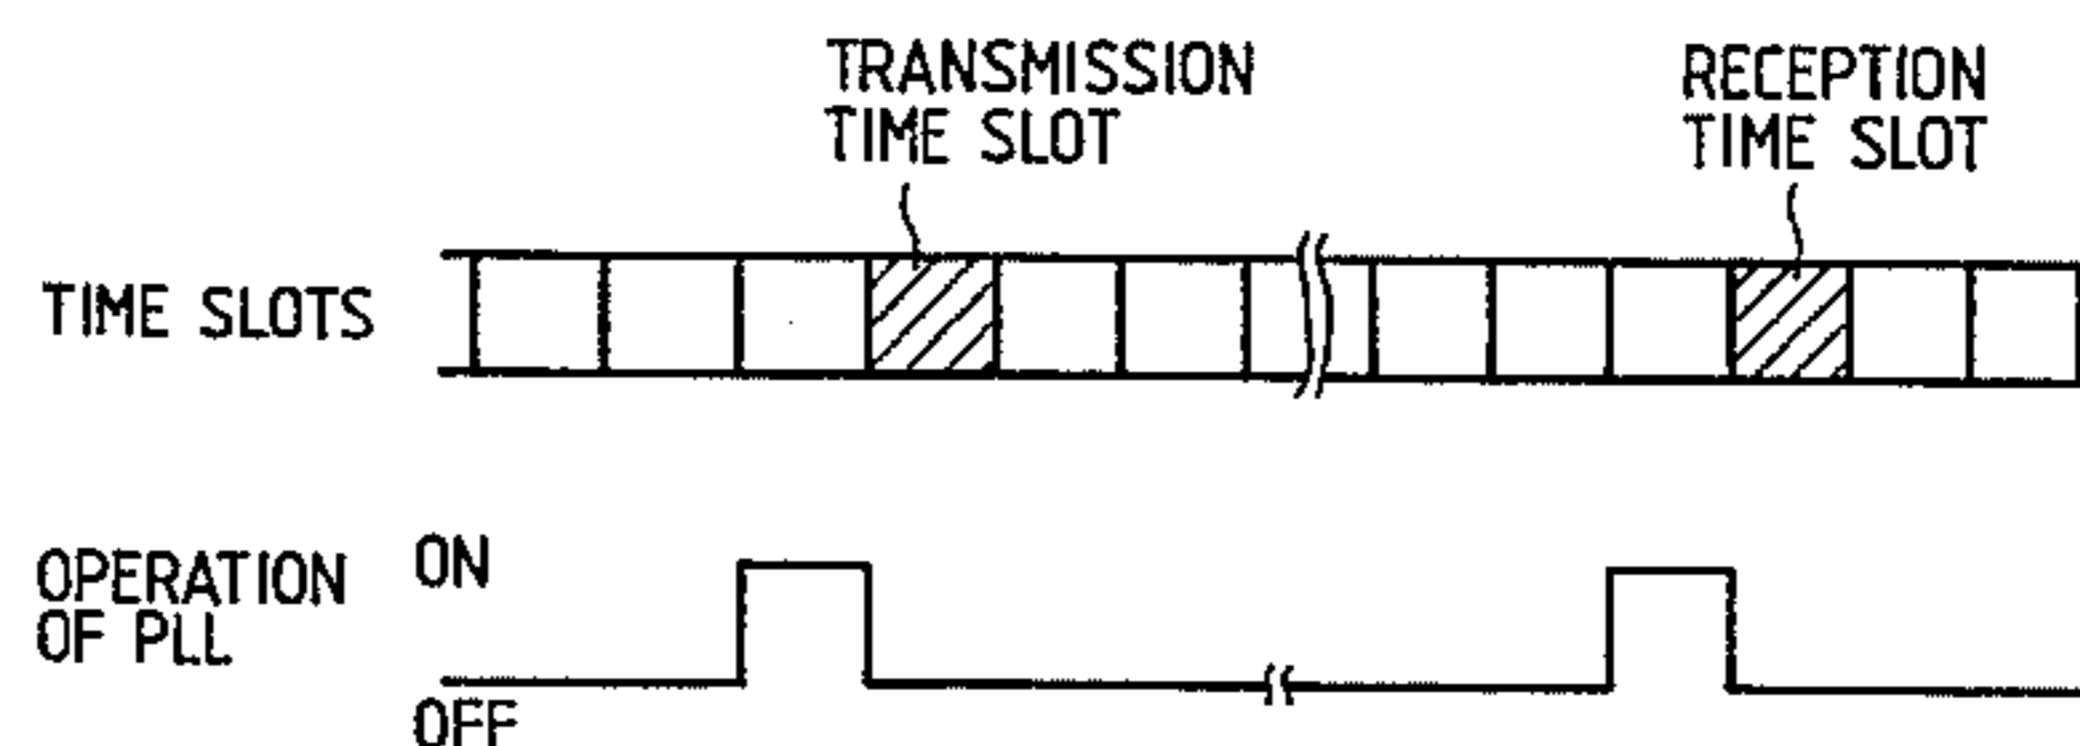 TRANSMISSION
TIME SLOT
RECEPTION
TIME SLOT
TIME SLOTS
OPERATION
OF PLL
ON
OFF